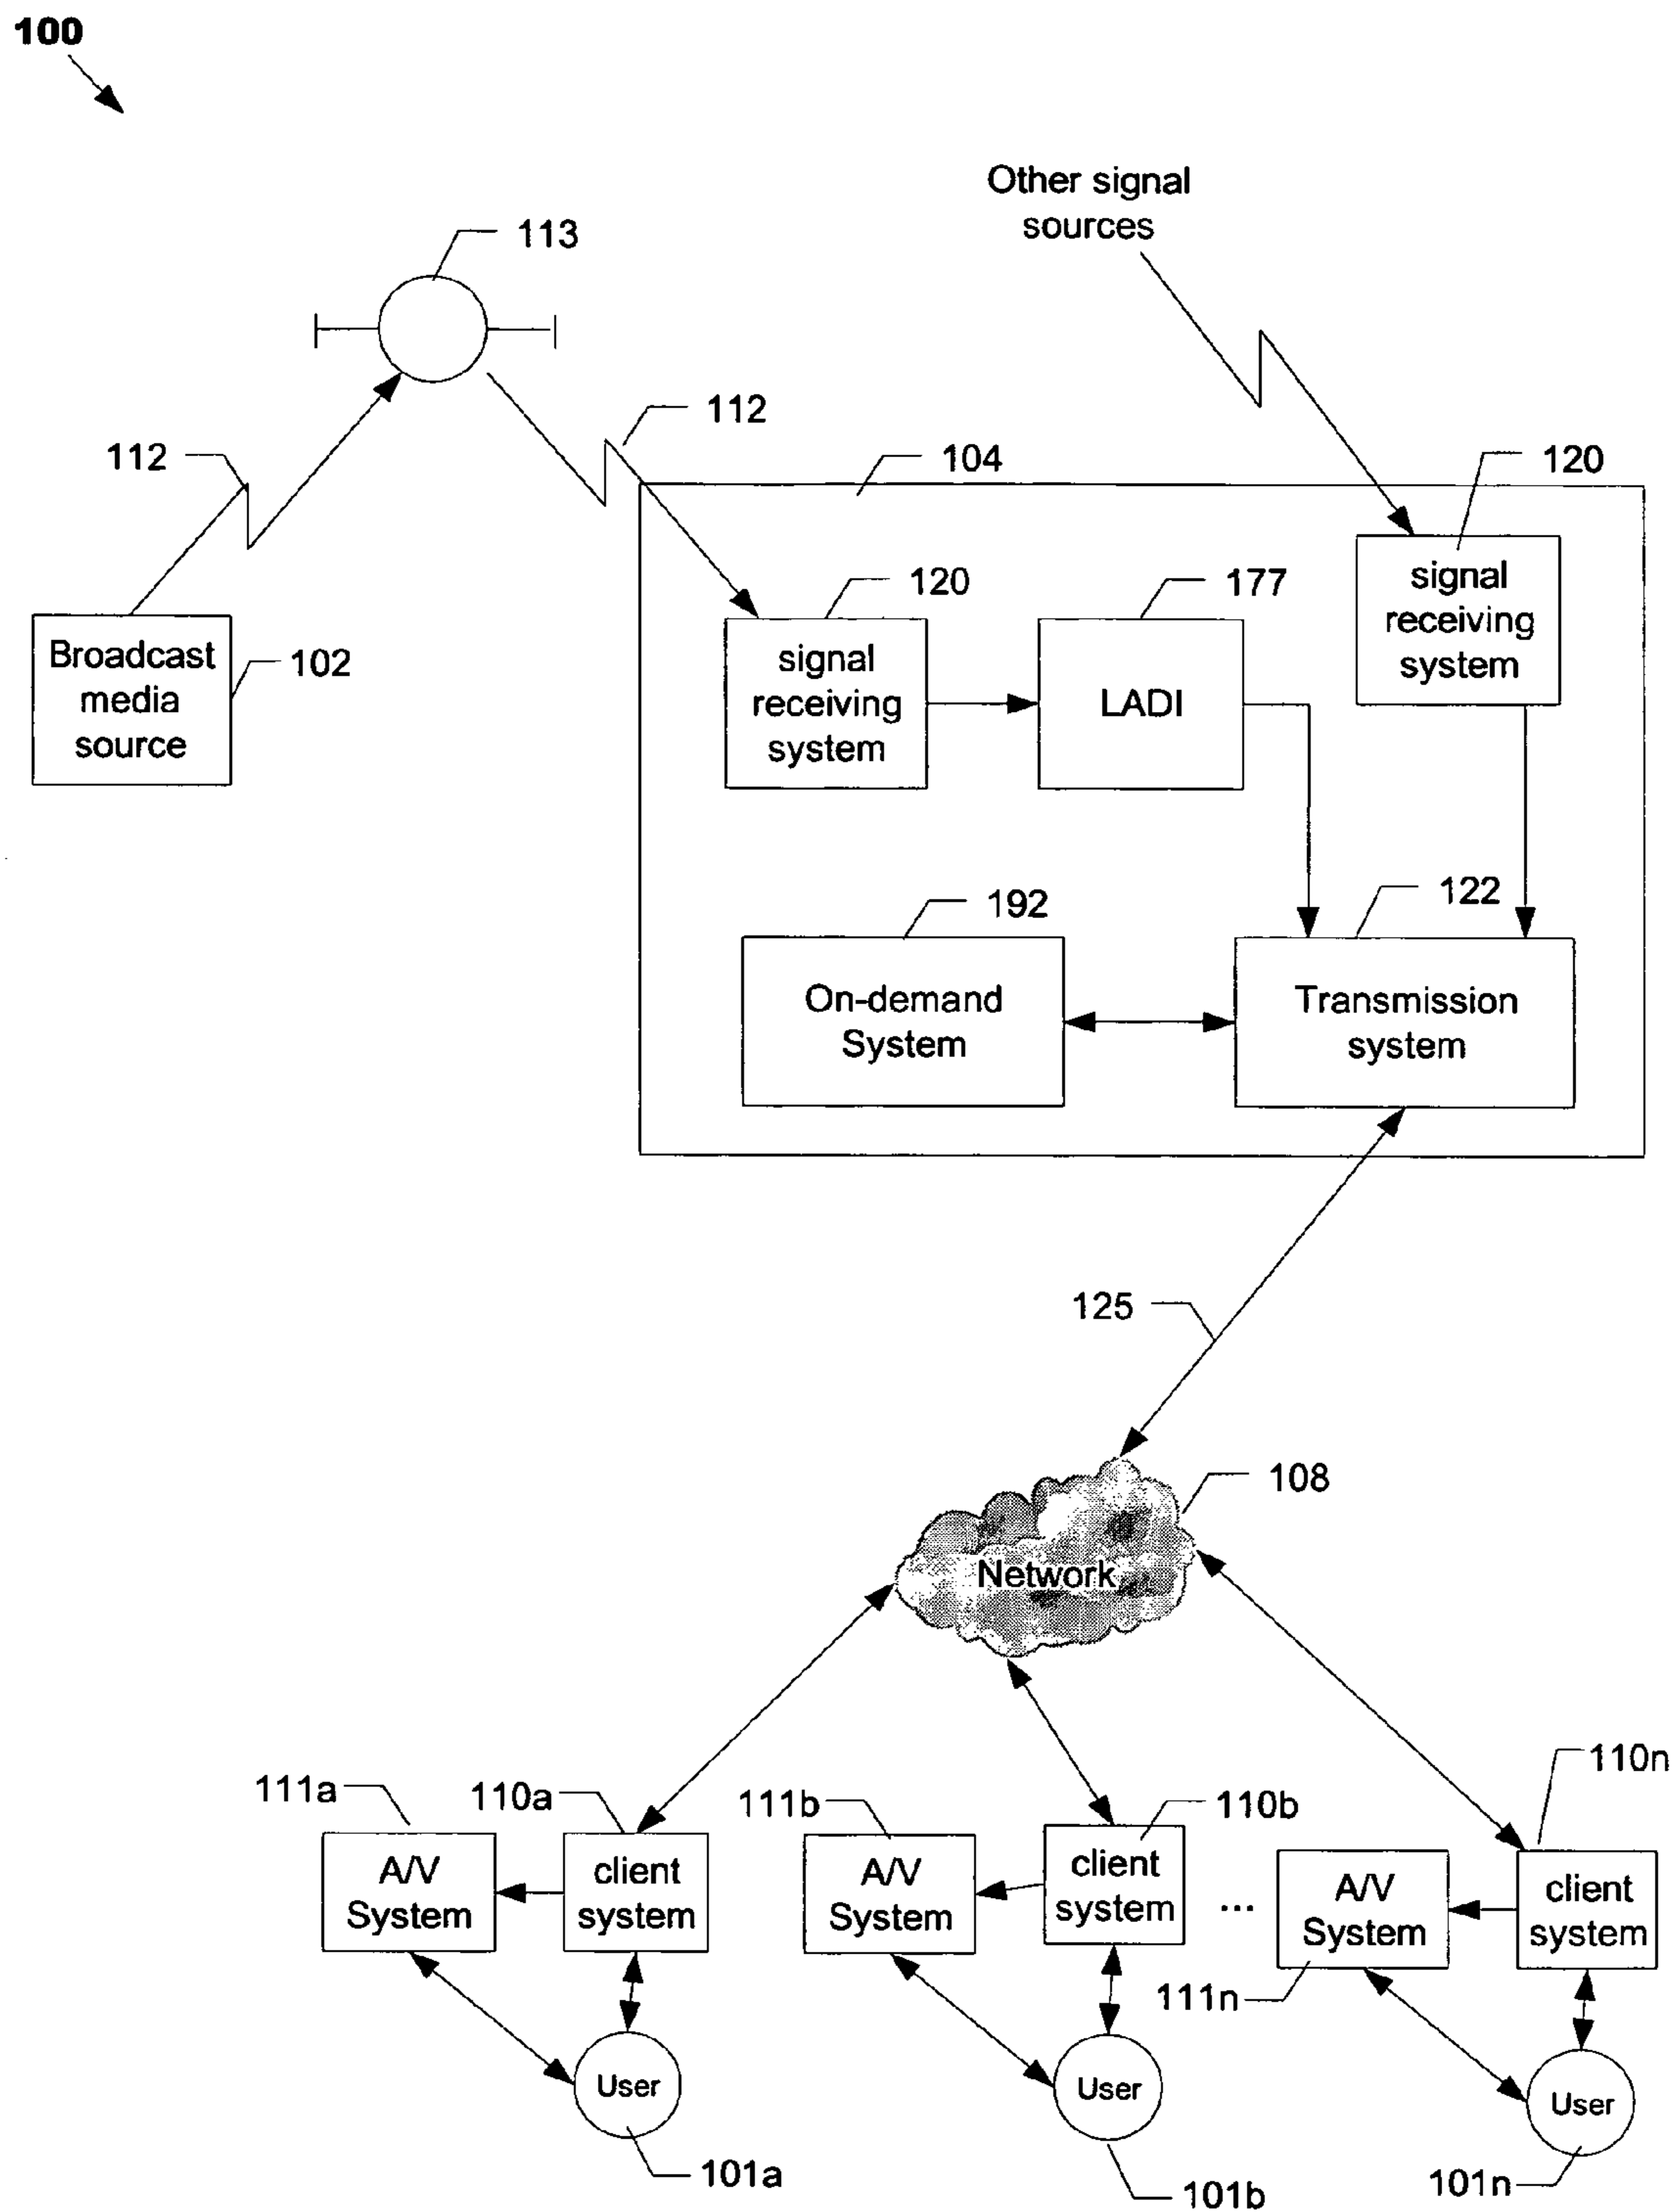 100
Other signal
sources
113
112
112
104
120
Broadcast
media
source
102
120
177
signal
receiving
system
signal
receiving
system
LADI
192
122
On-demand
System
Transmission
system
125
108
Network
111a
110a
111b
110b
110n
A/V
System
client
system
A/V
System
client
system
...
A/V
System
client
system
111n
User
User
User
101a
101b
101n